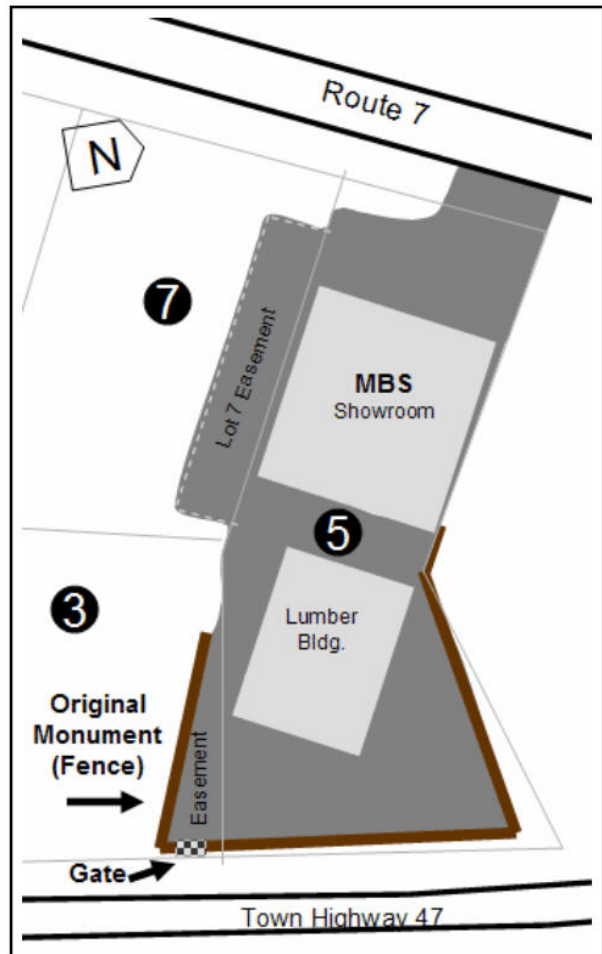 Route 7
N
7
Lot 7 Easement
MBS
Showroom
5
3
Lumber
Bldg.
Original
Monument
(Fence)
Easement
Gate
Town Highway 47